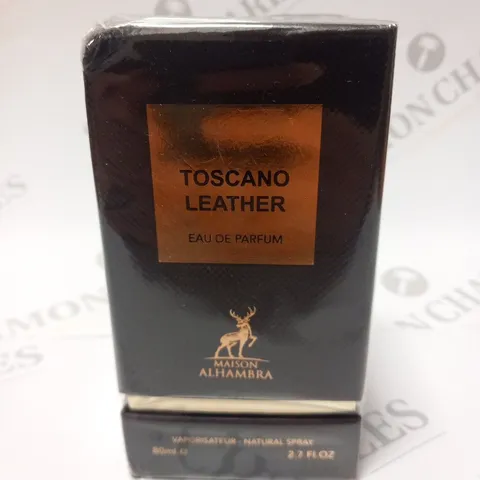 TOSCANO
LEATHER
EAU DE PARFUM
MAISON
ALHAMBRA
VAPORISATEUR - NATURAL SPRAY
80ml ℮ 2.7 FL OZ